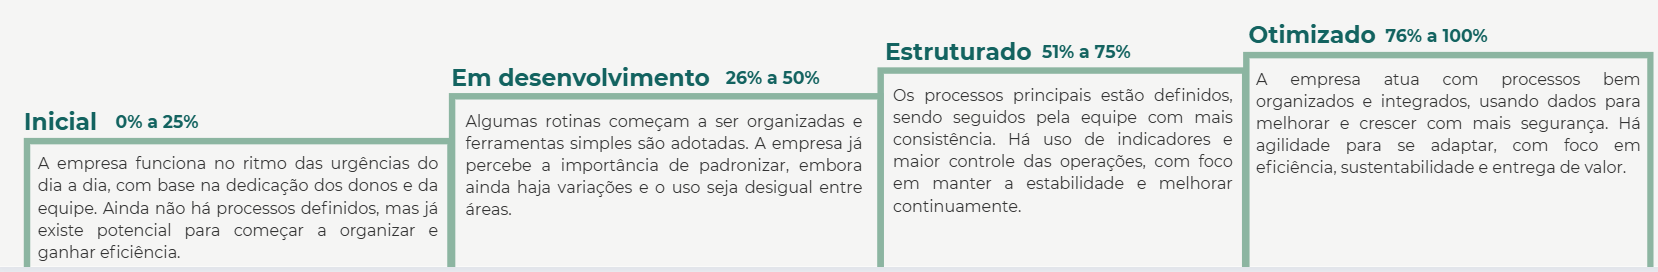 Inicial 0% a 25%
A empresa funciona no ritmo das urgências do
dia a dia, com base na dedicação dos donos e da
equipe. Ainda não há processos definidos, mas já
existe potencial para começar a organizar e
ganhar eficiência.
Em desenvolvimento 26% a 50%
Algumas rotinas começam a ser organizadas e
ferramentas simples são adotadas. A empresa já
percebe a importância de padronizar, embora
ainda haja variações e o uso seja desigual entre
áreas.
Estruturado 51% a 75%
Os processos principais estão definidos,
sendo seguidos pela equipe com mais
consistência. Há uso de indicadores e
maior controle das operações, com foco
em manter a estabilidade e melhorar
continuamente.
Otimizado 76% a 100%
A empresa atua com processos bem
organizados e integrados, usando dados para
melhorar e crescer com mais segurança. Há
agilidade para se adaptar, com foco em
eficiência, sustentabilidade e entrega de valor.